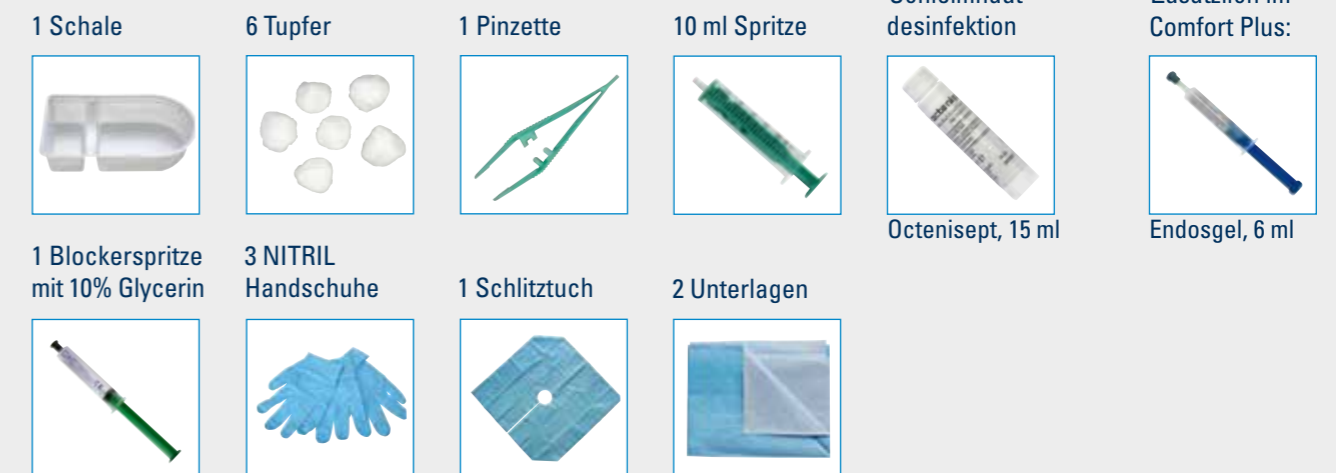 1 Schale
6 Tupfer
1 Pinzette
10 ml Spritze
desinfektion
Comfort Plus:
Octenisept, 15 ml
Endosgel, 6 ml
1 Blockerspritze
mit 10% Glycerin
3 NITRIL
Handschuhe
1 Schlitztuch
2 Unterlagen